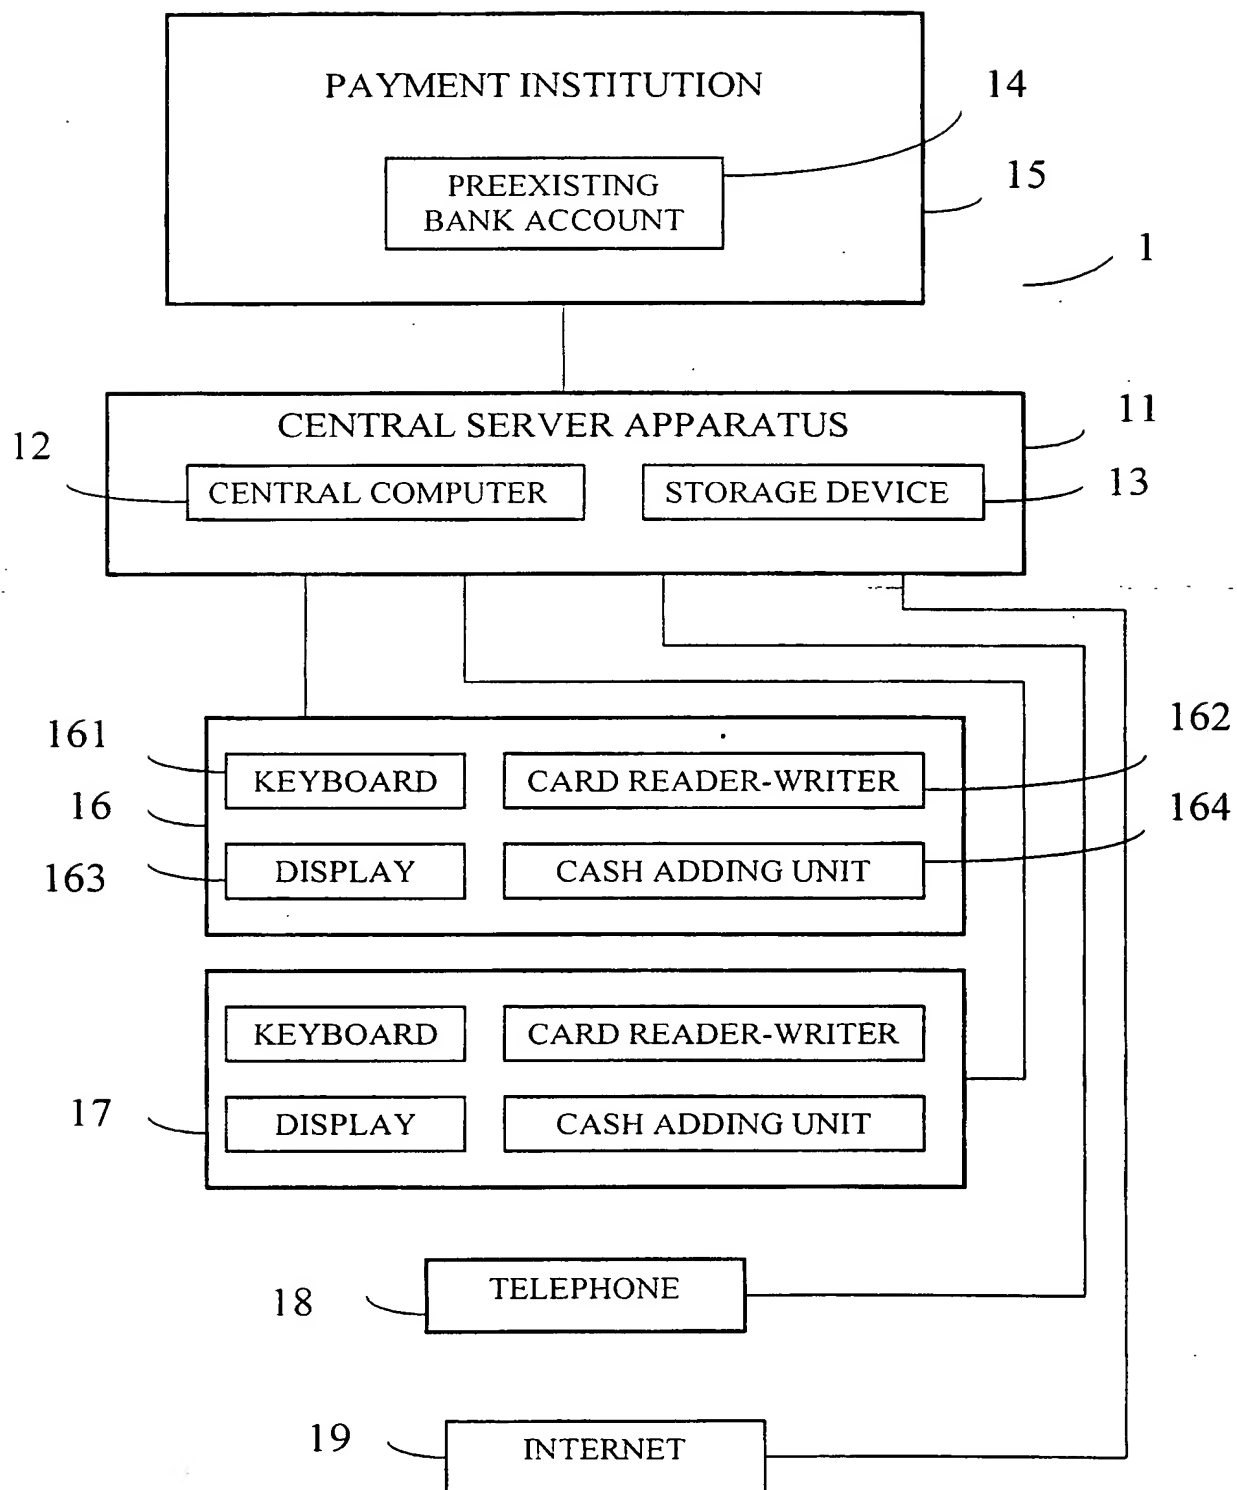 PAYMENT INSTITUTION
14
PREEXISTING
BANK ACCOUNT
15
1
CENTRAL SERVER APPARATUS
11
12
CENTRAL COMPUTER
STORAGE DEVICE
13
161
KEYBOARD
CARD READER-WRITER
162
16
163
DISPLAY
CASH ADDING UNIT
164
KEYBOARD
CARD READER-WRITER
17
DISPLAY
CASH ADDING UNIT
18
TELEPHONE
19
INTERNET